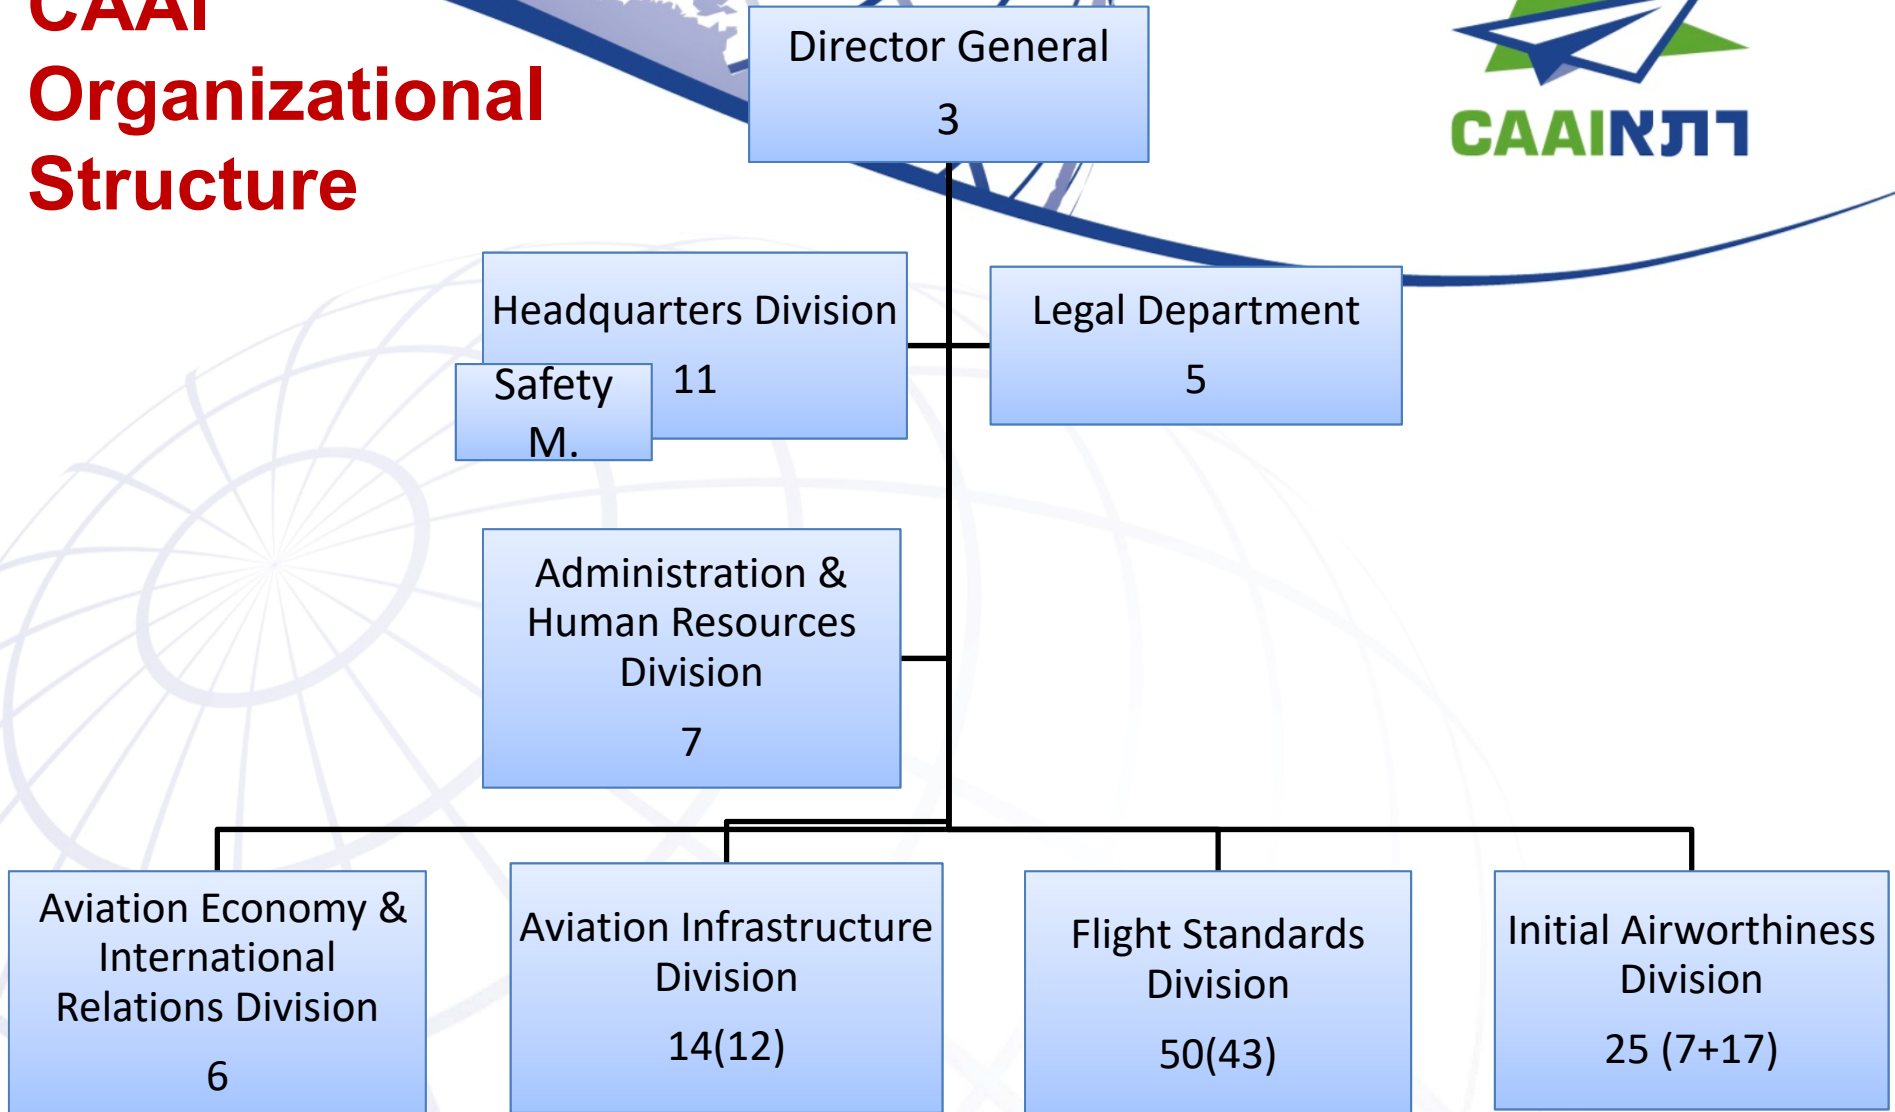 CAAI
Organizational
Structure
Director General
3
CAAI רתא
Headquarters Division
11
Safety
M.
Legal Department
5
Administration &
Human Resources
Division
7
Aviation Economy &
International
Relations Division
6
Aviation Infrastructure
Division
14(12)
Flight Standards
Division
50(43)
Initial Airworthiness
Division
25 (7+17)